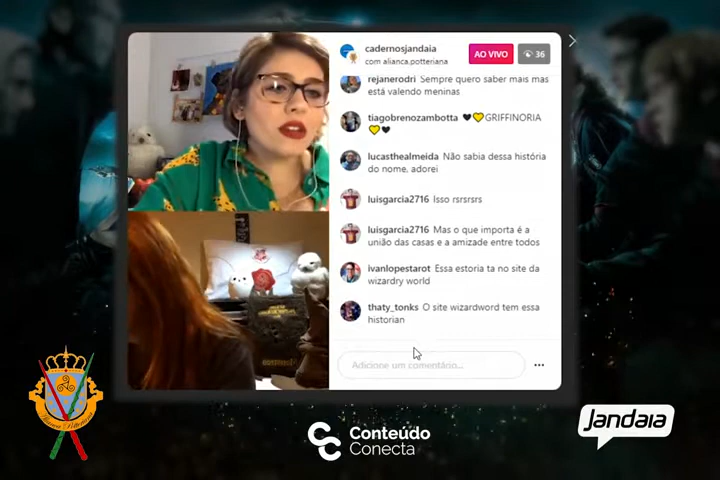 cadernosjandaia
com alianca.potteriana
AO VIVO
36
rejanerodri Sempre quero saber mais mas
está valendo meninas
tiagobrenozambotta 🖤💛GRIFFINORIA
💛🖤
lucasthealmeida Não sabia dessa história
do nome, adorei
luisgarcia2716 Isso rsrsrsrs
luisgarcia2716 Mas o que importa é a
união das casas e a amizade entre todos
ivanlopestarot Essa estoria ta no site da
wizardry world
thaty_tonks O site wizardword tem essa
historian
Adicione um comentário...
Conteúdo
Conecta
Jandaia